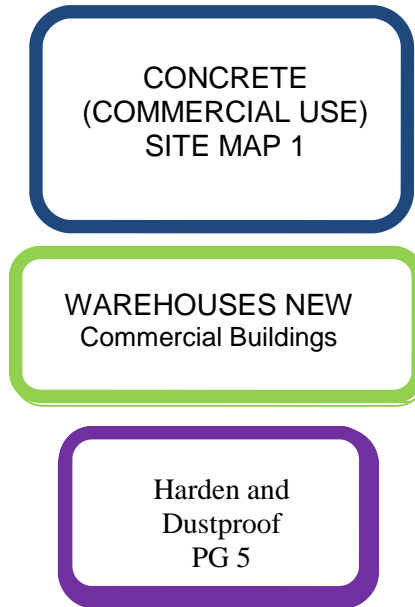 CONCRETE
(COMMERCIAL USE)
SITE MAP 1
WAREHOUSES NEW
Commercial Buildings
Harden and
Dustproof
PG 5